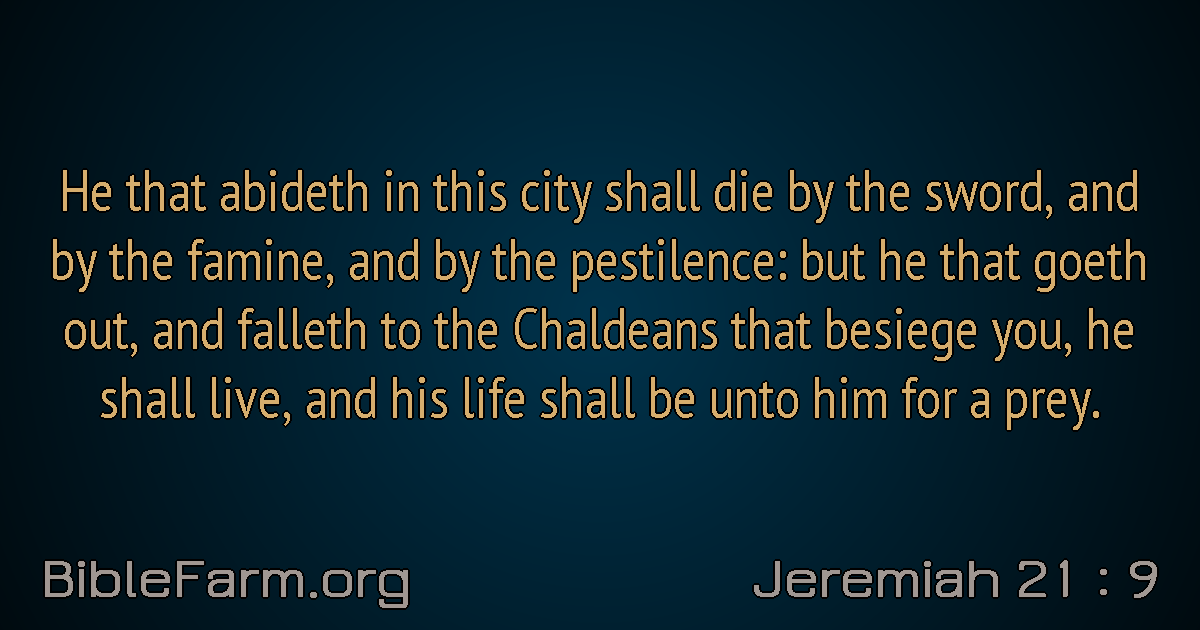 He that abideth in this city shall die by the sword, and
by the famine, and by the pestilence: but he that goeth
out, and falleth to the Chaldeans that besiege you, he
shall live, and his life shall be unto him for a prey.
BibleFarm.org
Jeremiah 21 : 9